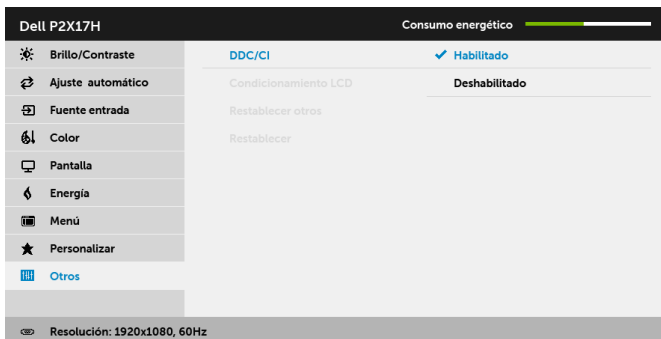 Dell P2X17H Consumo energético
Brillo/Contraste DDC/CI Habilitado
Ajuste automático Condicionamiento LCD Deshabilitado
Fuente entrada Restablecer otros
Color Restablecer
Pantalla
Energía
Menú
Personalizar
Otros
Resolución: 1920x1080, 60Hz